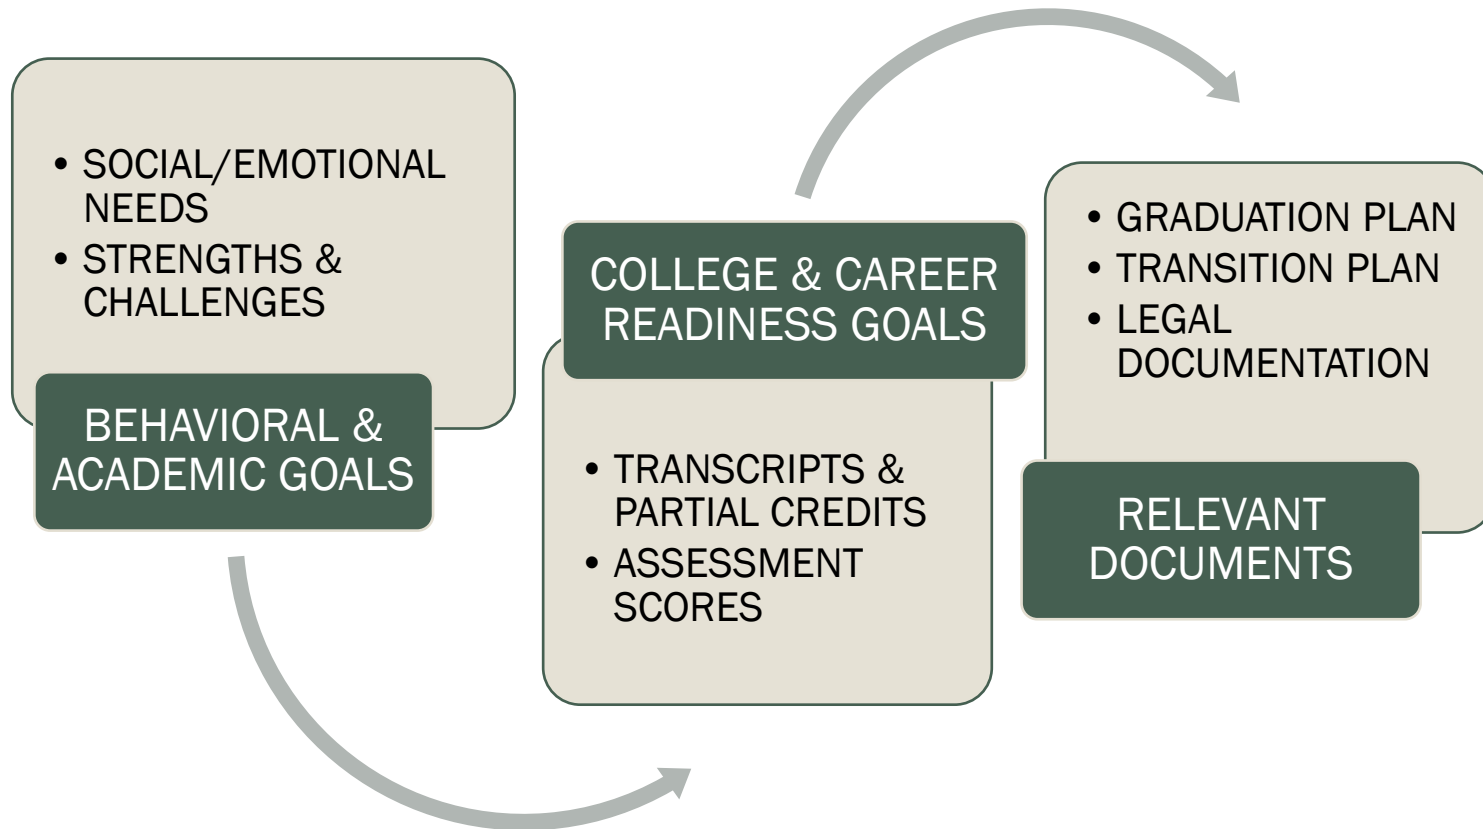 • SOCIAL/EMOTIONAL
NEEDS
• STRENGTHS &
CHALLENGES
BEHAVIORAL &
ACADEMIC GOALS
COLLEGE & CAREER
READINESS GOALS
• TRANSCRIPTS &
PARTIAL CREDITS
• ASSESSMENT
SCORES
• GRADUATION PLAN
• TRANSITION PLAN
• LEGAL
DOCUMENTATION
RELEVANT
DOCUMENTS